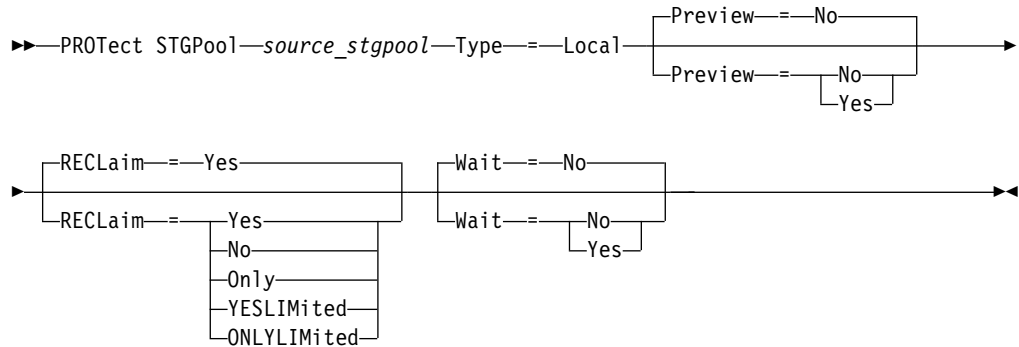 Preview = No
PROTect STGPool source_stgpool Type = Local
Preview = No
Yes
RECLaim = Yes
Wait = No
RECLaim = Yes
Wait = No
No
Yes
Only
YESLIMited
ONLYLIMited